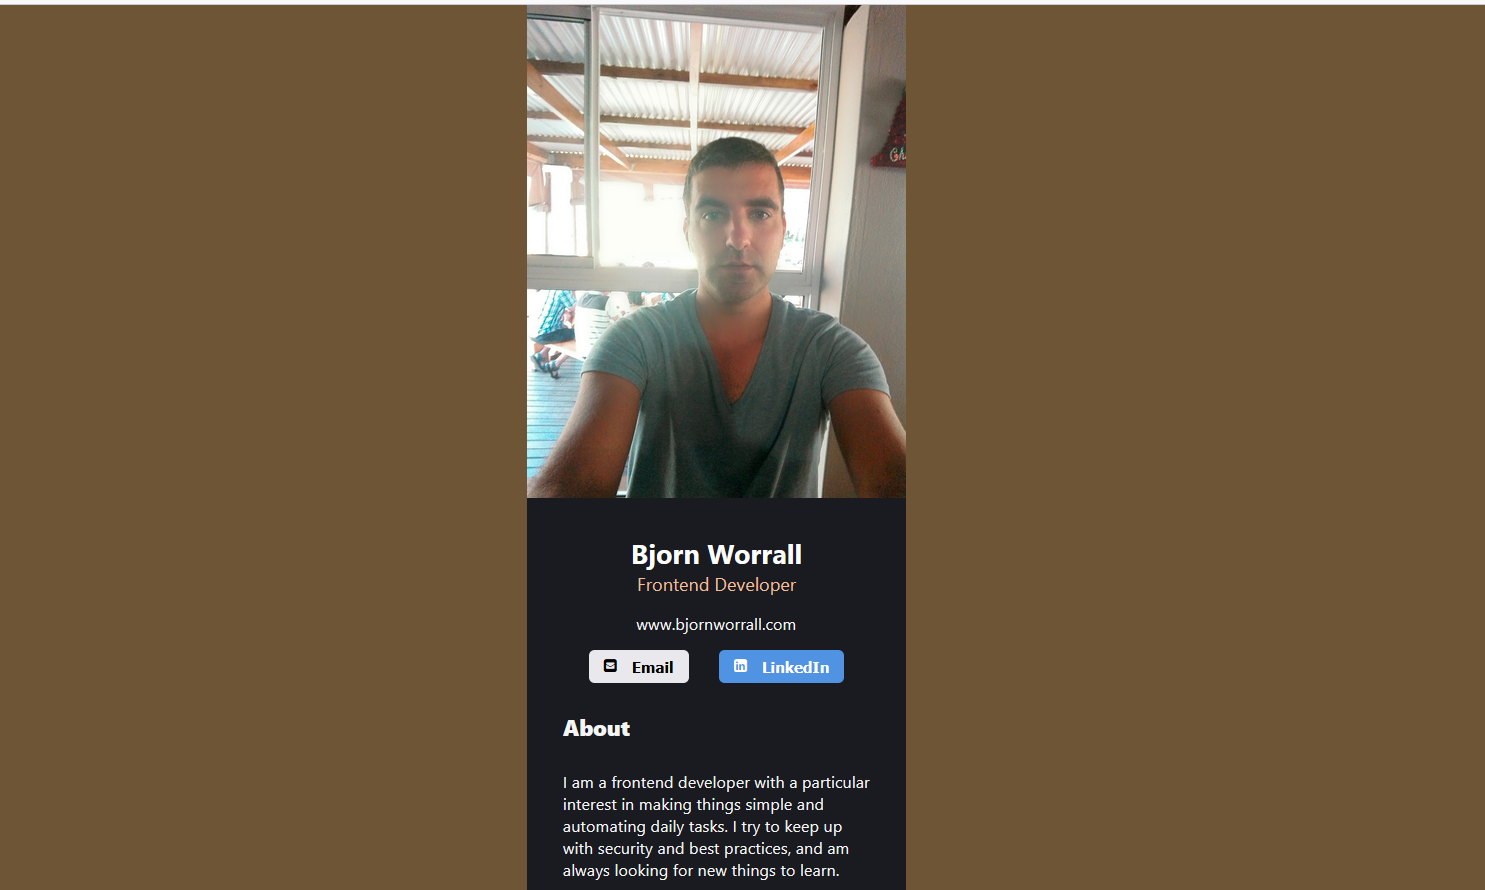 Bjorn Worrall
Frontend Developer
www.bjornworrall.com
Email
LinkedIn
About
I am a frontend developer with a particular
interest in making things simple and
automating daily tasks. I try to keep up
with security and best practices, and am
always looking for new things to learn.